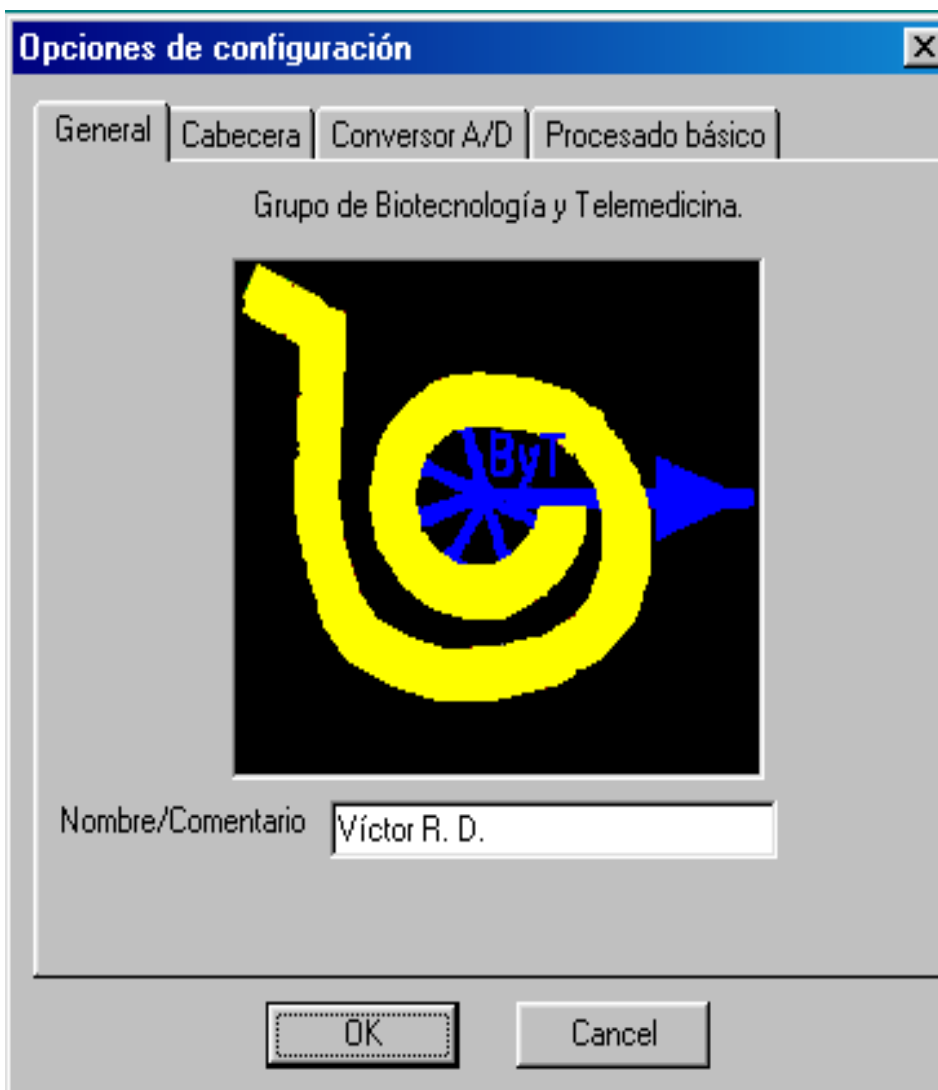 Opciones de configuración
General Cabecera Conversor A/D Procesado básico
Grupo de Biotecnología y Telemedicina.
ByT
Nombre/Comentario Víctor R. D.
OK Cancel